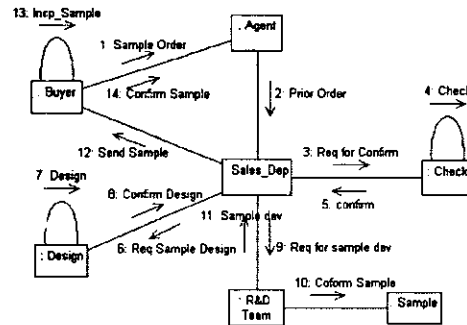 13: Insp_Sample
: Agent
4: Check
1: Sample Order
: Buyer
14: Confirm Sample
2: Prior Order
3: Req for Confirm
12: Send Sample
7: Design
Sales_Dep
: Check
8: Confirm Design
5: confirm
11: Sample dev
6: Req Sample Design
9: Req for sample dev
: Design
10: Coform Sample
: R&D
Team
Sample